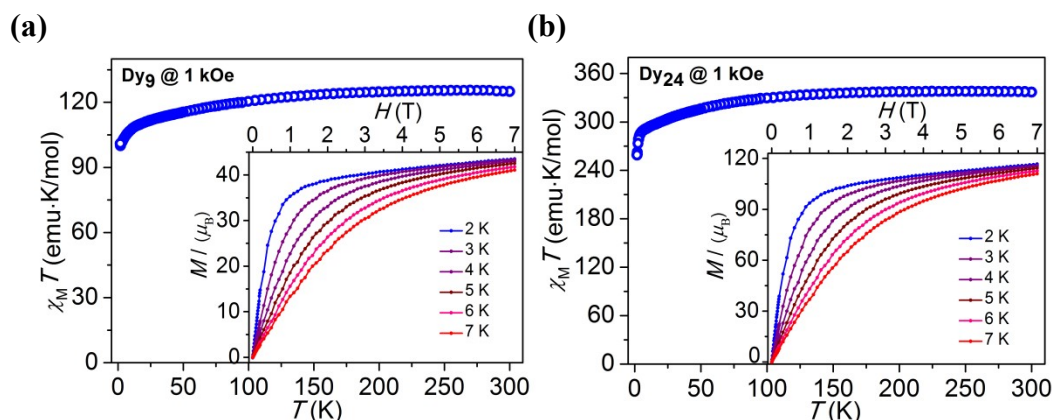 (a)
Dy9 @ 1 kOe
χM T (emu·K/mol)
120
90
60
30
0
0 50 100 150 200 250 300
T (K)
H (T)
0 1 2 3 4 5 6 7
M / (μB)
40
30
20
10
0
2 K
3 K
4 K
5 K
6 K
7 K
(b)
Dy24 @ 1 kOe
χM T (emu·K/mol)
360
300
240
180
120
60
0
0 50 100 150 200 250 300
T (K)
H (T)
0 1 2 3 4 5 6 7
M / (μB)
120
90
60
30
0
2 K
3 K
4 K
5 K
6 K
7 K